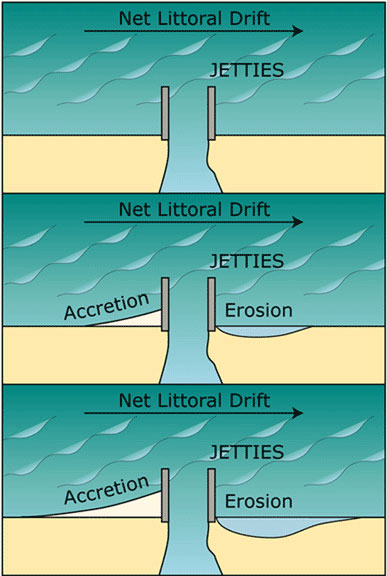 Net Littoral Drift
JETTIES
Net Littoral Drift
JETTIES
Accretion
Erosion
Net Littoral Drift
JETTIES
Accretion
Erosion